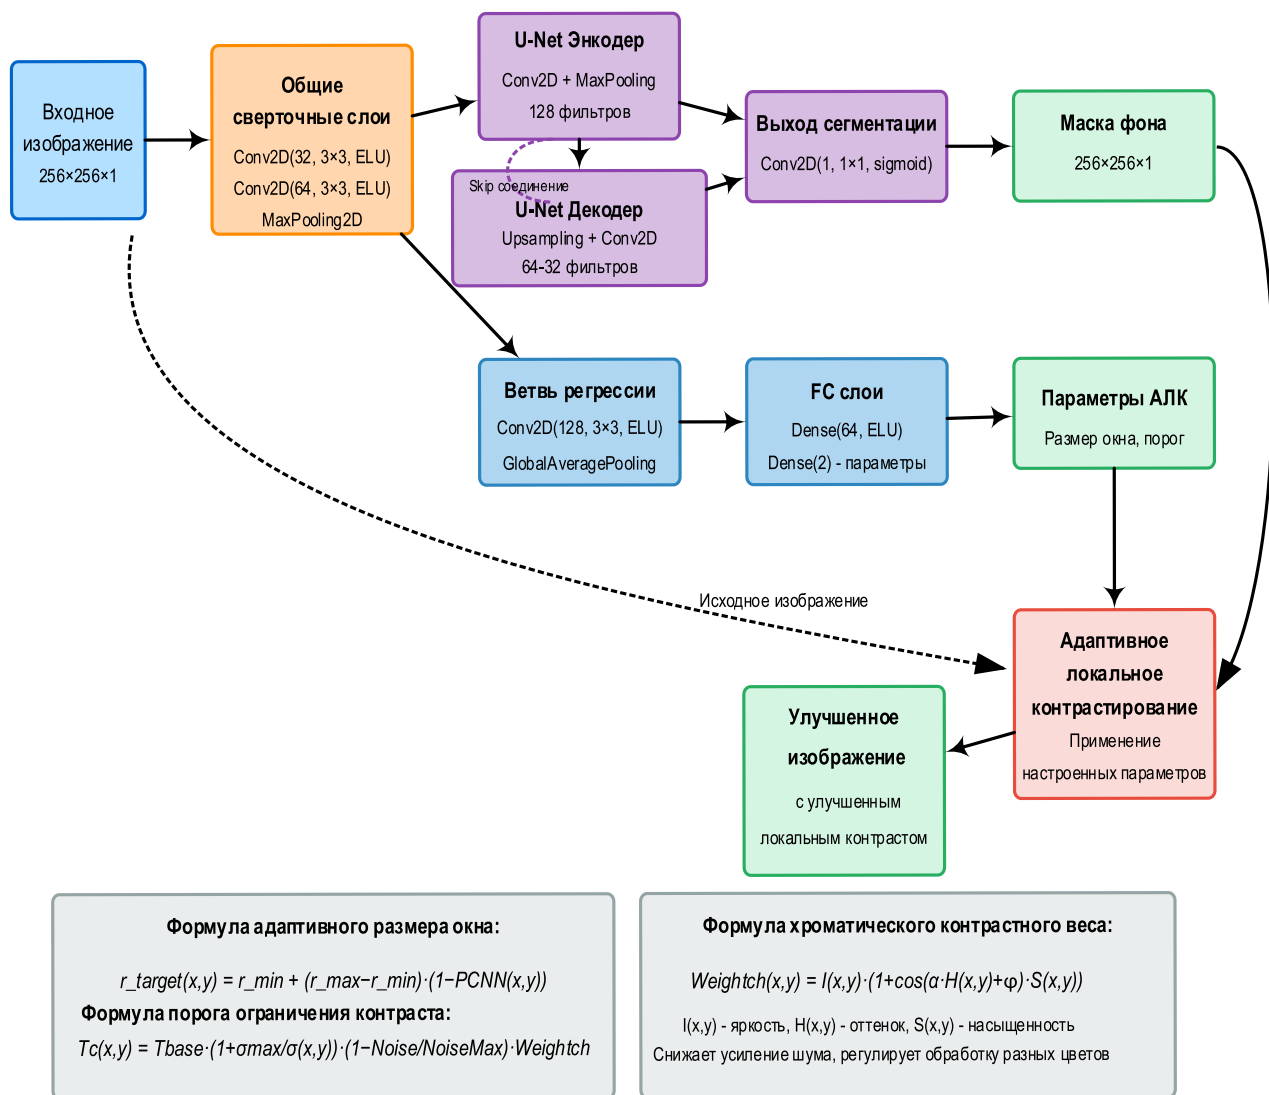 Входное
изображение
256×256×1
Общие
сверточные слои
Conv2D(32, 3×3, ELU)
Conv2D(64, 3×3, ELU)
MaxPooling2D
U-Net Энкодер
Conv2D + MaxPooling
128 фильтров
Skip соединение
U-Net Декодер
Upsampling + Conv2D
64-32 фильтров
Выход сегментации
Conv2D(1, 1×1, sigmoid)
Маска фона
256×256×1
Ветвь регрессии
Conv2D(128, 3×3, ELU)
GlobalAveragePooling
FC слои
Dense(64, ELU)
Dense(2) - параметры
Параметры АЛК
Размер окна, порог
Исходное изображение
Адаптивное
локальное
контрастирование
Применение
настроенных параметров
Улучшенное
изображение
с улучшенным
локальным контрастом
Формула адаптивного размера окна:
r_target(x,y) = r_min + (r_max−r_min)·(1−PCNN(x,y))
Формула порога ограничения контраста:
Tc(x,y) = Tbase·(1+σmax/σ(x,y))·(1−Noise/NoiseMax)·Weightch
Формула хроматического контрастного веса:
Weightch(x,y) = I(x,y)·(1+cos(α·H(x,y)+φ)·S(x,y))
I(x,y) - яркость, H(x,y) - оттенок, S(x,y) - насыщенность
Снижает усиление шума, регулирует обработку разных цветов